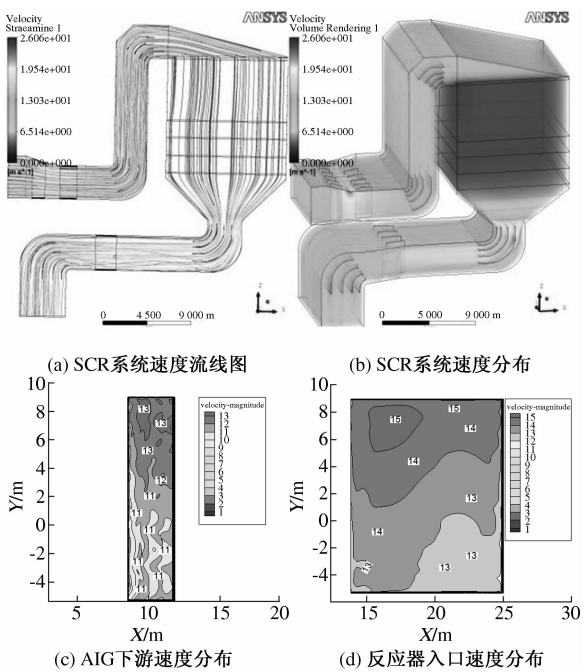 Velocity
Streamine 1
2.606e+001
1.954e+001
1.303e+001
6.514e+000
0.000e+000
[m s^-1]
ANSYS
0 4 500 9 000 m
z
x
Velocity
Volume Rendering 1
2.606e+001
1.954e+001
1.303e+001
6.514e+000
0.000e+000
[m s^-1]
ANSYS
0 4 500 9 000 m
z
x
(a) SCR系统速度流线图
(b) SCR系统速度分布
10
8
6
4
2
0
-2
-4
Y/m
13
13
13
12
11
11
11
11
11
velocity-magnitude
13
12
11
10
9
8
7
6
5
4
3
2
1
5 10 15 20
X/m
(c) AIG下游速度分布
10
8
6
4
2
0
-2
-4
Y/m
15
15
14
14
13
14
13
13
13
velocity-magnitude
15
14
13
12
11
10
9
8
7
6
5
4
3
2
1
15 20 25 30
X/m
(d) 反应器入口速度分布